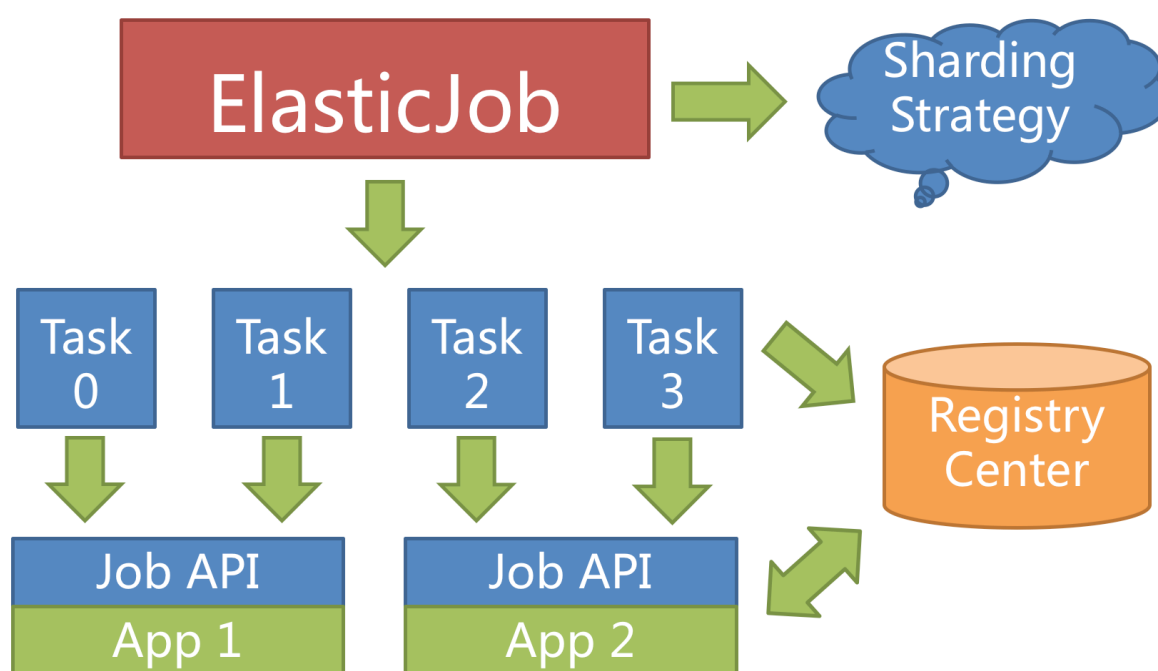 ElasticJob
Sharding
Strategy
Task
0
Task
1
Task
2
Task
3
Registry
Center
Job API
App 1
Job API
App 2